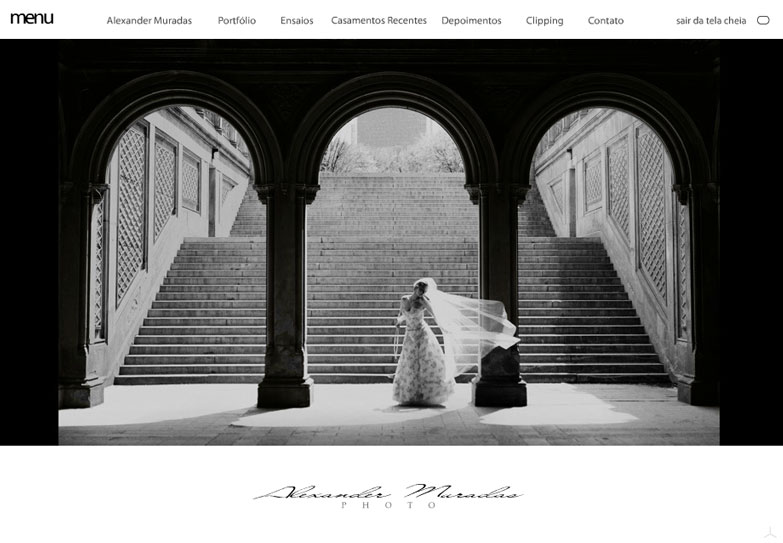 menu Alexander Muradas Portfólio Ensaios Casamentos Recentes Depoimentos Clipping Contato sair da tela cheia
Alexander Muradas
PHOTO